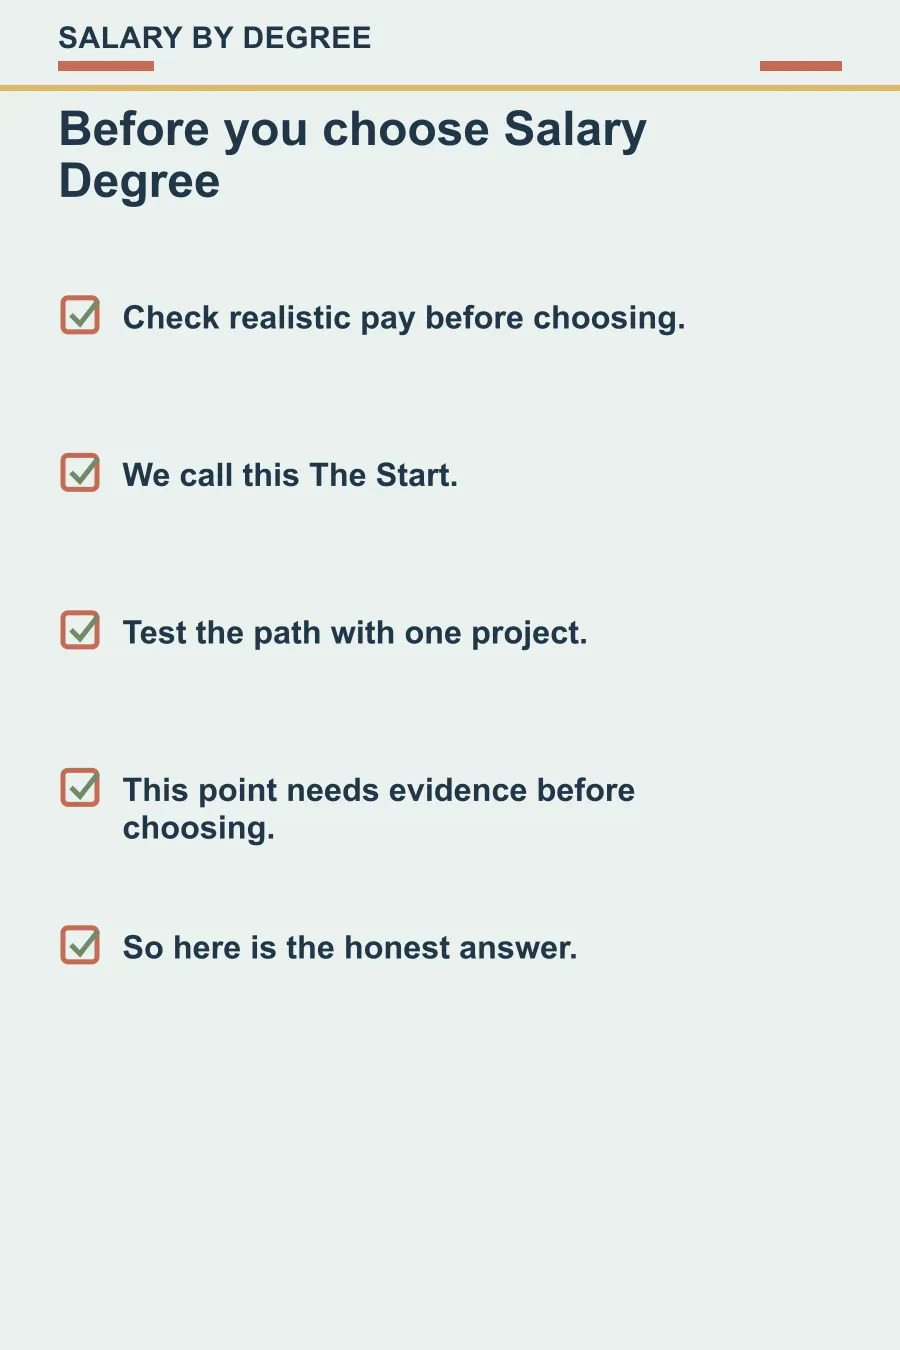 SALARY BY DEGREE
Before you choose Salary
Degree
Check realistic pay before choosing.
We call this The Start.
Test the path with one project.
This point needs evidence before
choosing.
So here is the honest answer.